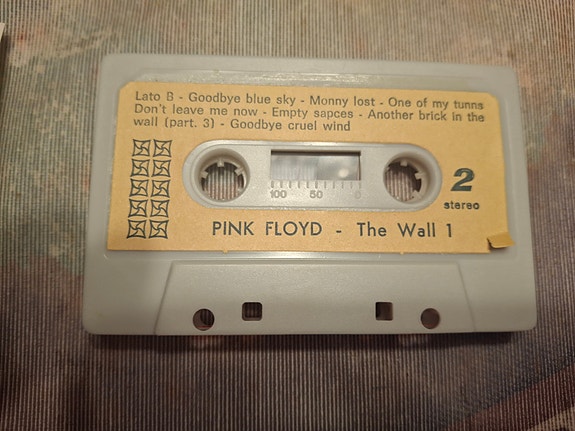 Lato B - Goodbye blue sky - Monny lost - One of my tunns
Don't leave me now - Empty sapces - Another brick in the
wall (part. 3) - Goodbye cruel wind
100 50 0
2
stereo
PINK FLOYD - The Wall 1